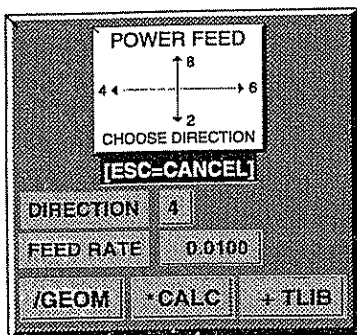 POWER FEED
8
4 6
2
CHOOSE DIRECTION
[ESC=CANCEL]
DIRECTION 4
FEED RATE 0.0100
/GEOM *CALC + TLIB